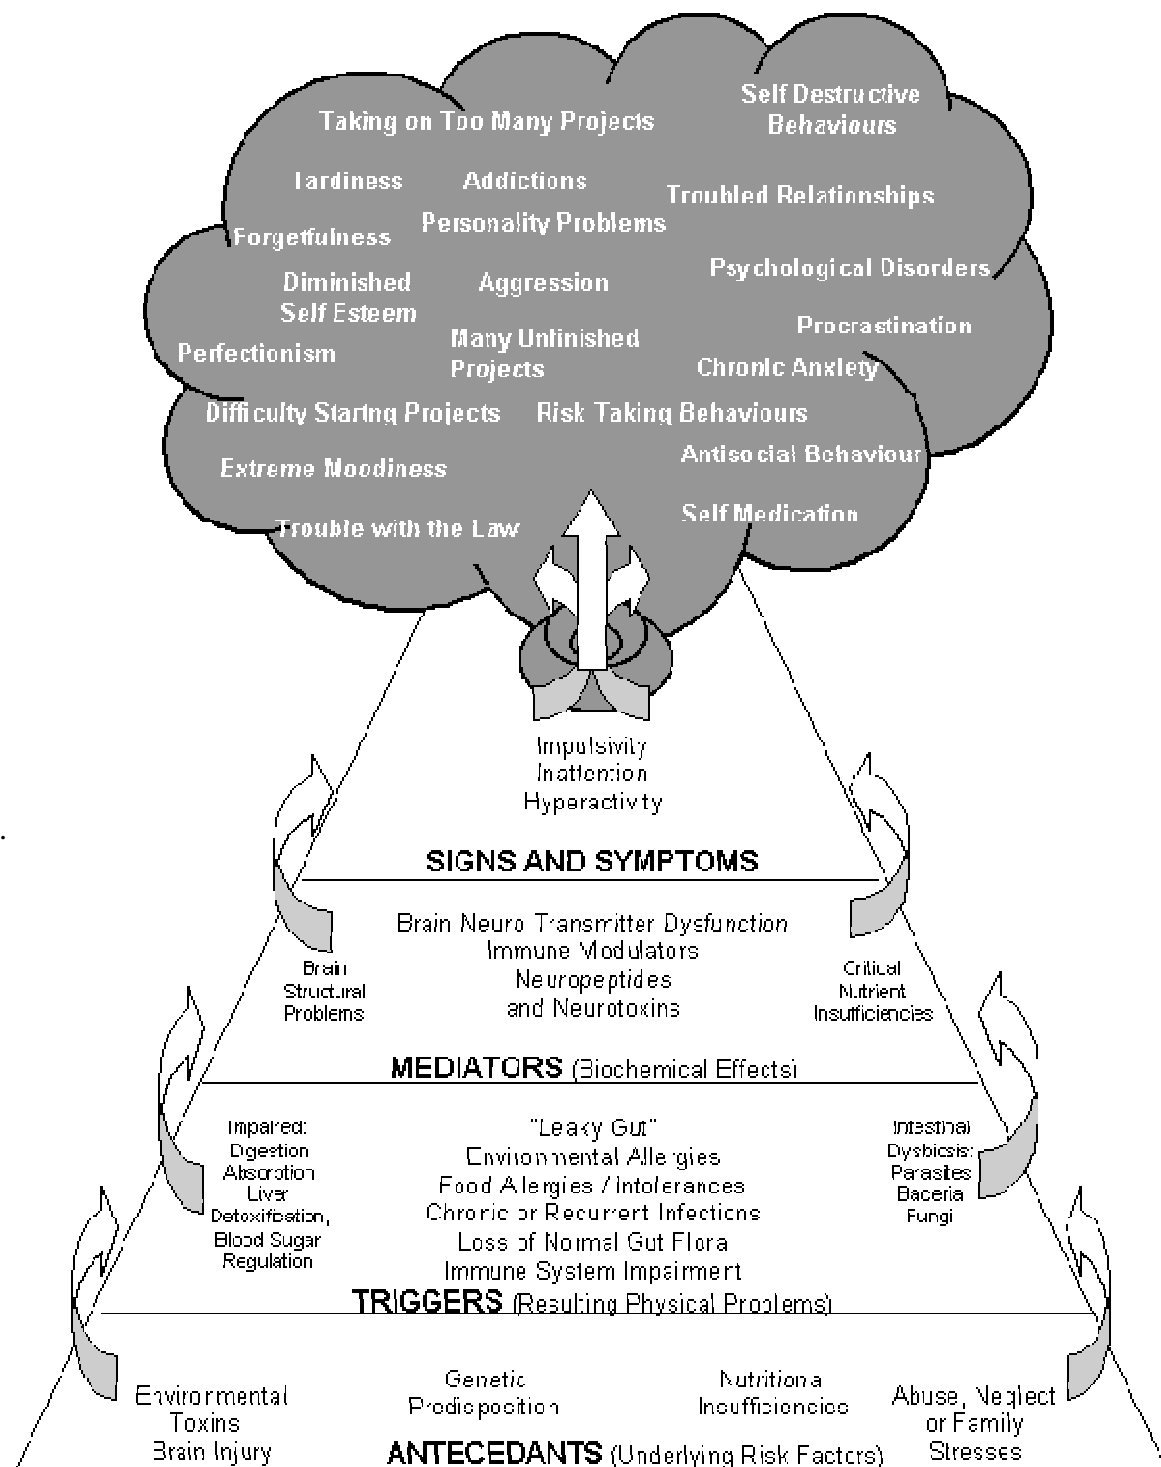 Self Destructive
Behaviours
Taking on Too Many Projects
Tardiness
Addictions
Troubled Relationships
Personality Problems
Forgetfulness
Psychological Disorders
Diminished
Self Esteem
Aggression
Procrastination
Many Unfinished
Projects
Perfectionism
Chronic Anxiety
Difficulty Starting Projects
Risk Taking Behaviours
Antisocial Behaviour
Extreme Moodiness
Self Medication
Trouble with the Law
Impulsivity
Inattention
Hyperactivity
SIGNS AND SYMPTOMS
Brain Neuro Transmitter Dysfunction
Immune Modulators
Neuropeptides
and Neurotoxins
Brain
Structural
Problems
Critical
Nutrient
Insufficiencies
MEDIATORS (Biochemical Effects)
Impaired:
Digestion
Absorption
Liver
Detoxification,
Blood Sugar
Regulation
"Leaky Gut"
Environmental Allergies
Food Allergies / Intolerances
Chronic or Recurrent Infections
Loss of Normal Gut Flora
Immune System Impairment
Intestinal
Dysbiosis:
Parasites
Baceria
Fungi
TRIGGERS (Resulting Physical Problems)
Environmental
Toxins
Brain Injury
Genetic
Predisposition
Nutritional
Insufficiencies
Abuse, Neglect
or Family
Stresses
ANTECEDANTS (Underlying Risk Factors)